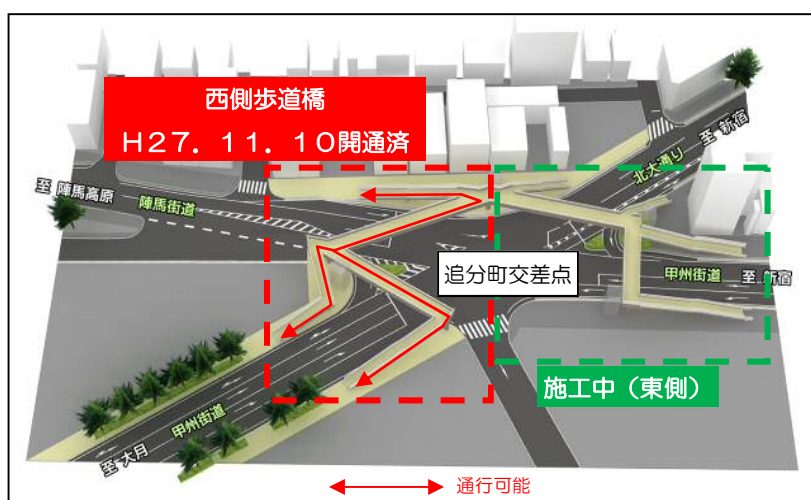 西側歩道橋
H27．11．10開通済
至 新宿
北大通り
至 陣馬高原
陣馬街道
追分町交差点
甲州街道
至 新宿
施工中（東側）
甲州街道
至 大月
通行可能